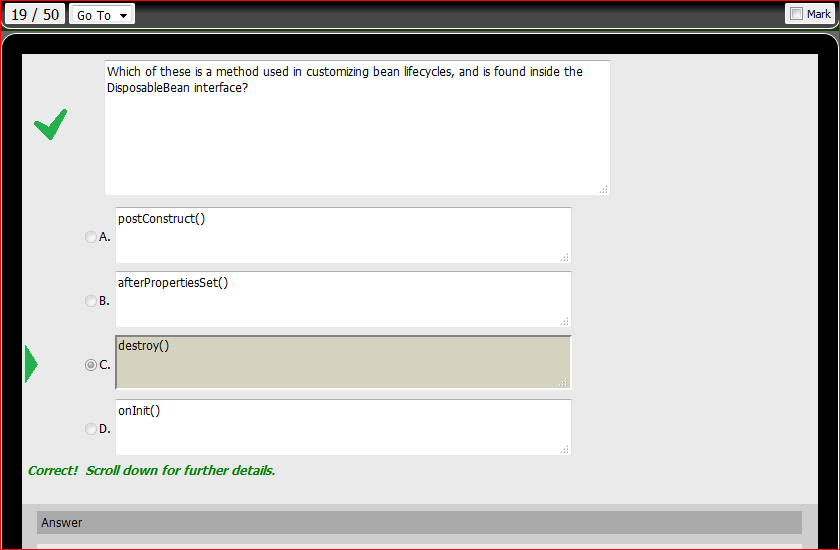 19 / 50 Go To Mark
Which of these is a method used in customizing bean lifecycles, and is found inside the
DisposableBean interface?
A. postConstruct()
B. afterPropertiesSet()
C. destroy()
D. onInit()
Correct! Scroll down for further details.
Answer